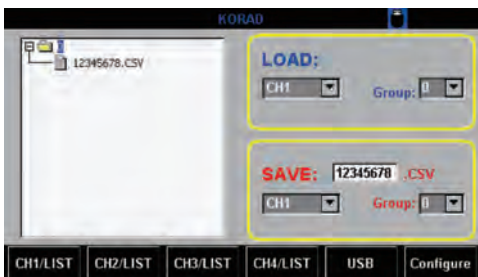 KORAD
0
12345678.CSV
LOAD:
CH1 Group: 0
SAVE: 12345678 .CSV
CH1 Group: 0
CH1/LIST CH2/LIST CH3/LIST CH4/LIST USB Configure